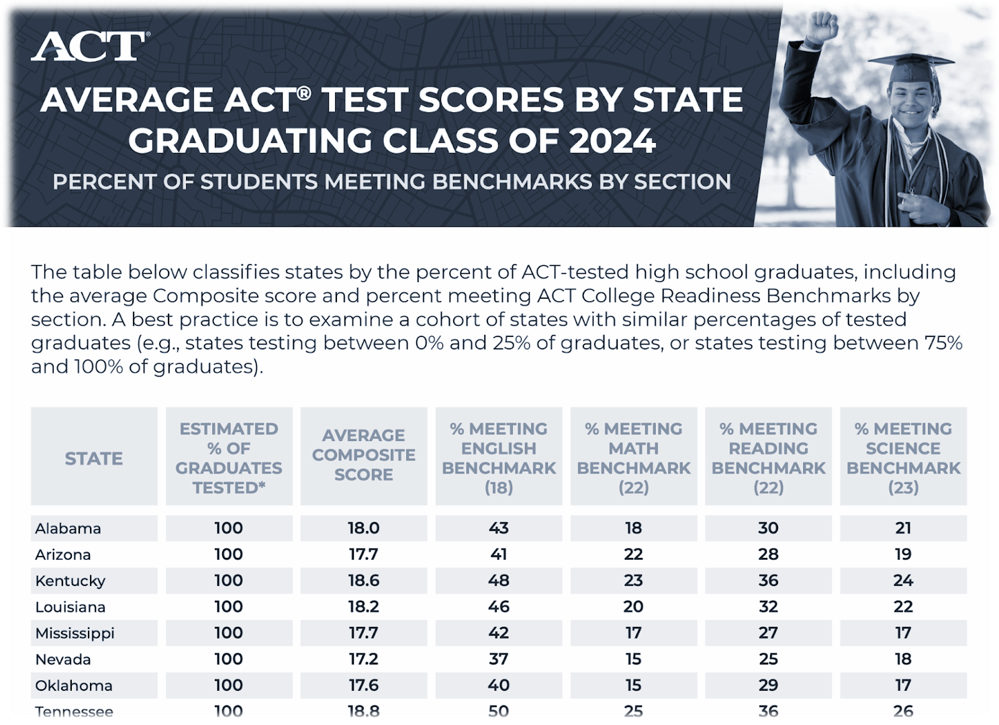 ACT®
AVERAGE ACT® TEST SCORES BY STATE
GRADUATING CLASS OF 2024
PERCENT OF STUDENTS MEETING BENCHMARKS BY SECTION
The table below classifies states by the percent of ACT-tested high school graduates, including
the average Composite score and percent meeting ACT College Readiness Benchmarks by
section. A best practice is to examine a cohort of states with similar percentages of tested
graduates (e.g., states testing between 0% and 25% of graduates, or states testing between 75%
and 100% of graduates).
STATE
ESTIMATED
% OF
GRADUATES
TESTED*
AVERAGE
COMPOSITE
SCORE
% MEETING
ENGLISH
BENCHMARK
(18)
% MEETING
MATH
BENCHMARK
(22)
% MEETING
READING
BENCHMARK
(22)
% MEETING
SCIENCE
BENCHMARK
(23)
Alabama 100 18.0 43 18 30 21
Arizona 100 17.7 41 22 28 19
Kentucky 100 18.6 48 23 36 24
Louisiana 100 18.2 46 20 32 22
Mississippi 100 17.7 42 17 27 17
Nevada 100 17.2 37 15 25 18
Oklahoma 100 17.6 40 15 29 17
Tennessee 100 18.8 50 25 36 26